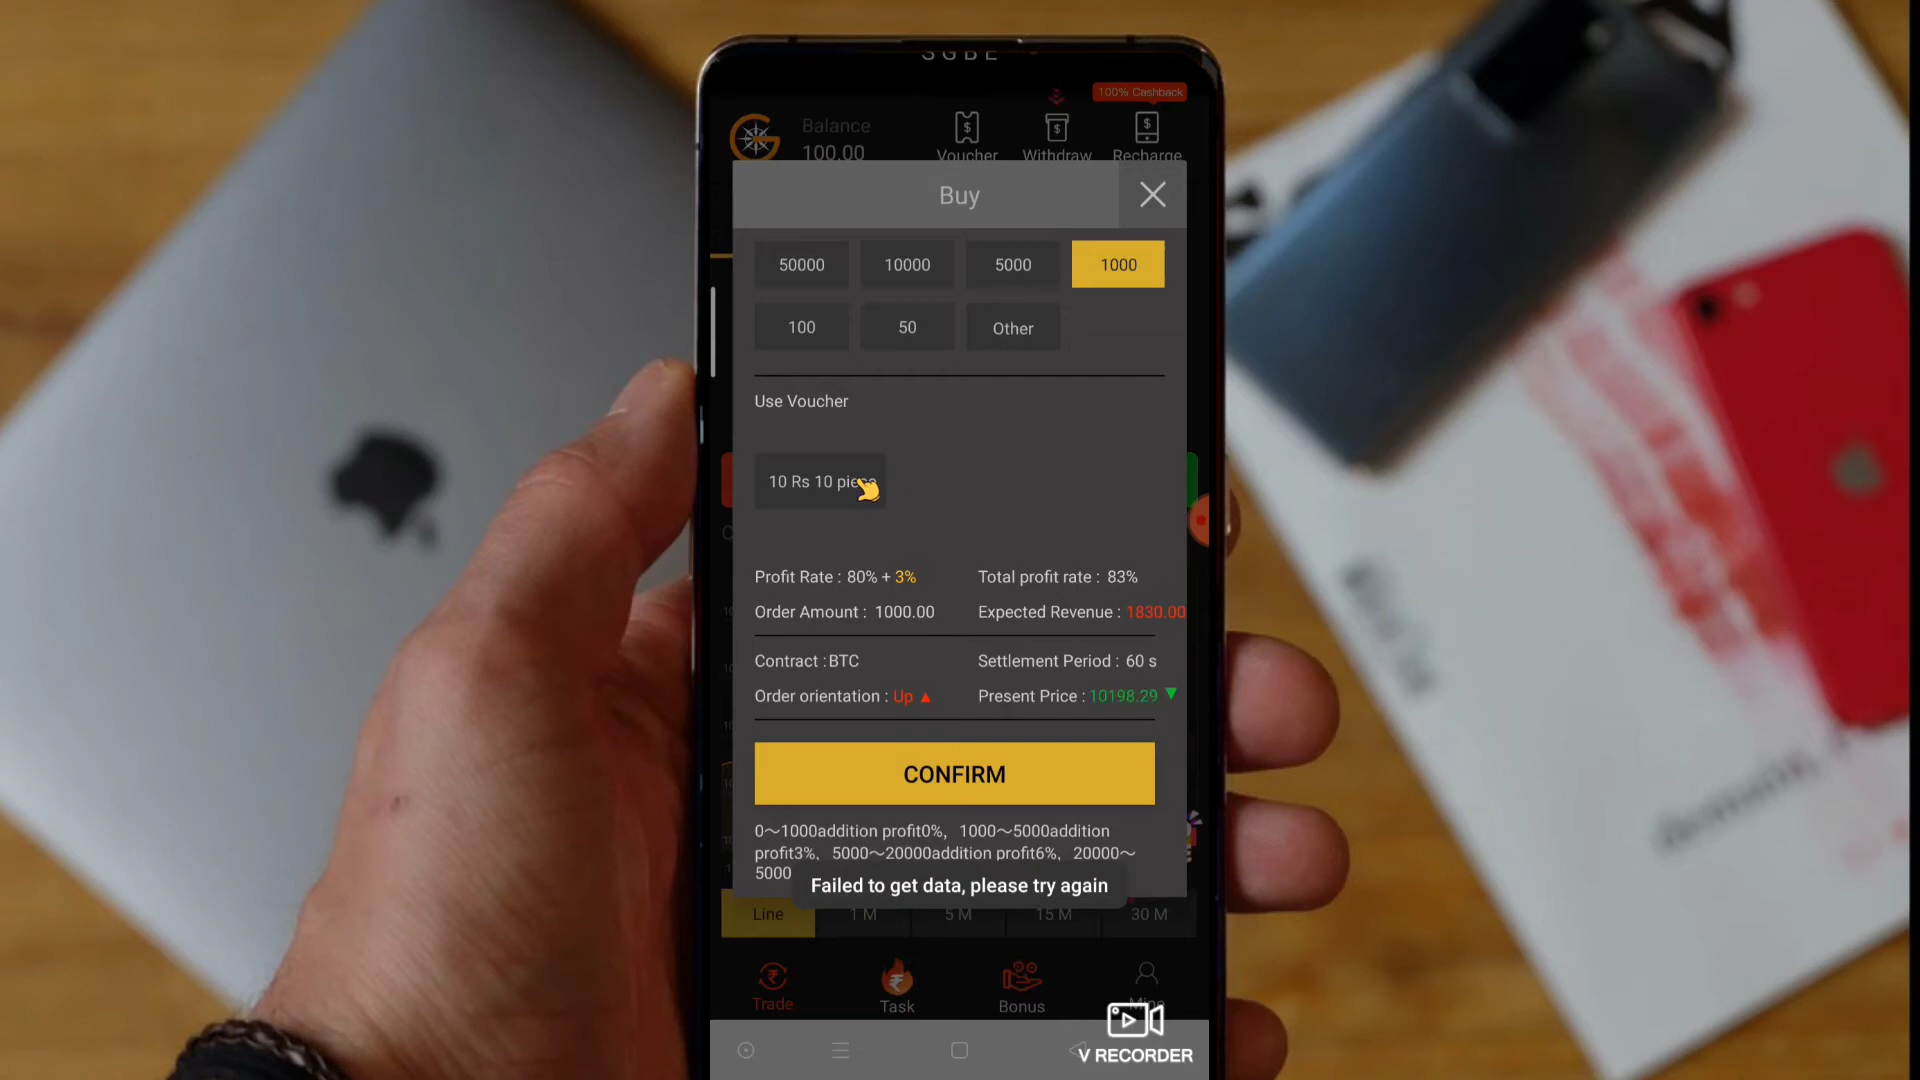 SGBE
100% Cashback
Balance
100.00
Voucher
Withdraw
Recharge
Buy
50000
10000
5000
1000
100
50
Other
Use Voucher
10 Rs 10 piece
Profit Rate : 80% + 3%
Total profit rate : 83%
Order Amount : 1000.00
Expected Revenue : 1830.00
Contract :BTC
Settlement Period : 60 s
Order orientation : Up
Present Price : 10198.29
CONFIRM
0～1000addition profit0%, 1000～5000addition
profit3%, 5000～20000addition profit6%, 20000～
5000
Failed to get data, please try again
Line
1 M
5 M
15 M
30 M
Trade
Task
Bonus
Mine
V RECORDER